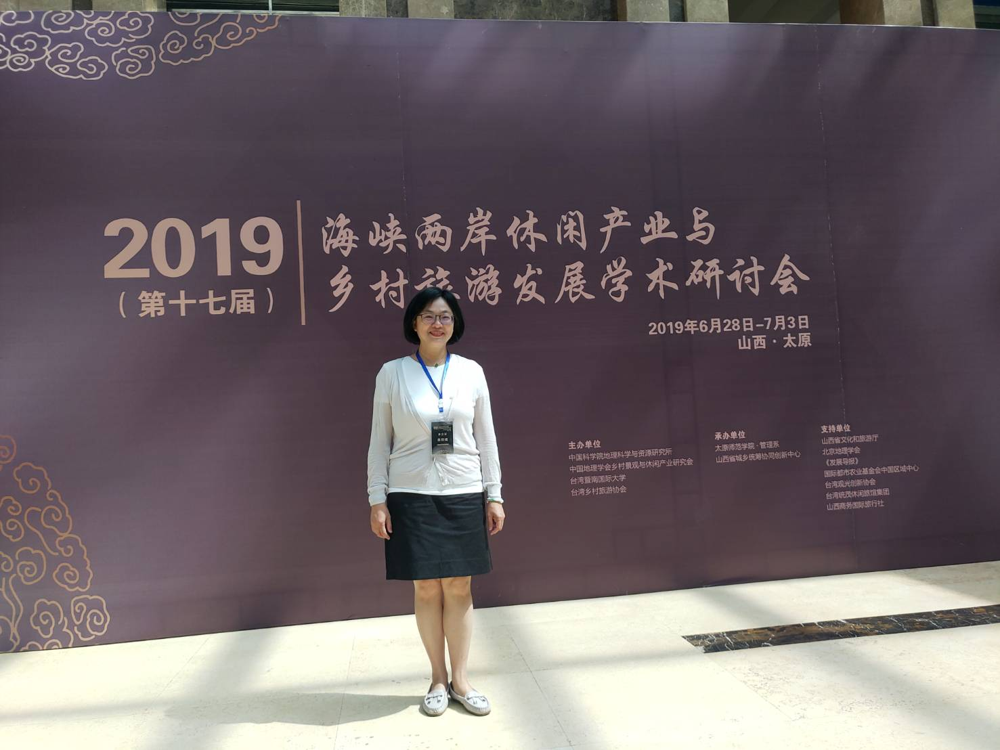 2019
（第十七届）
海峡两岸休闲产业与
乡村旅游发展学术研讨会
2019年6月28日-7月3日
山西·太原
主办单位
中国科学院地理科学与资源研究所
中国地理学会乡村景观与休闲产业研究会
台湾暨南国际大学
台湾乡村旅游协会
承办单位
太原师范学院·管理系
山西省城乡统筹协同创新中心
支持单位
山西省文化和旅游厅
北京地理学会
《发展导报》
国际都市农业基金会中国区域中心
台湾观光创新协会
台湾统茂休闲旅馆集团
山西商务国际旅行社